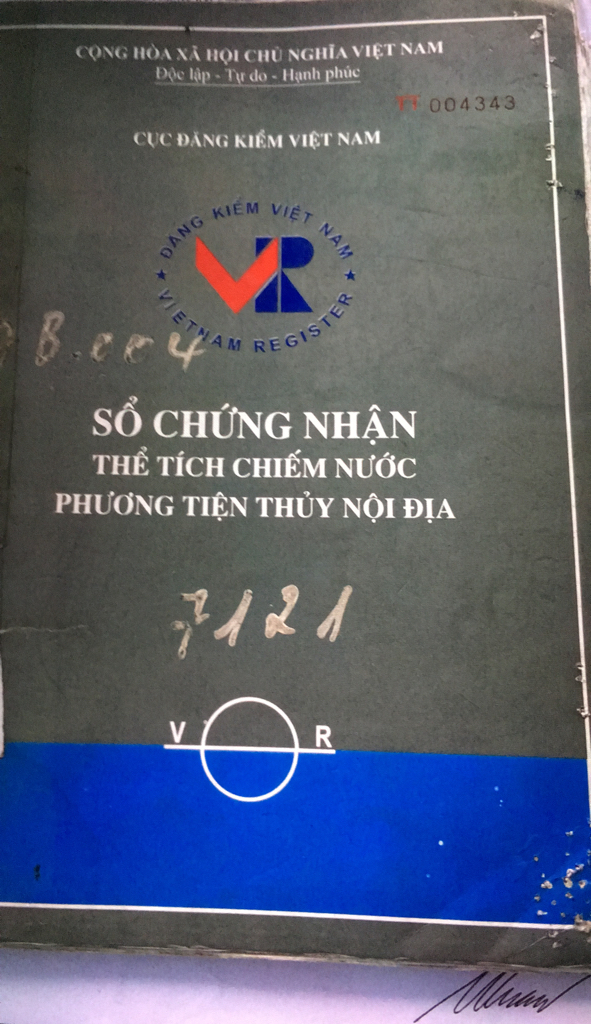 CỘNG HÒA XÃ HỘI CHỦ NGHĨA VIỆT NAM
Độc lập - Tự do - Hạnh phúc
TT 004343
CỤC ĐĂNG KIỂM VIỆT NAM
ĐĂNG KIỂM VIỆT NAM
VR
VIETNAM REGISTER
B.004
SỔ CHỨNG NHẬN
THỂ TÍCH CHIẾM NƯỚC
PHƯƠNG TIỆN THỦY NỘI ĐỊA
7121
V R